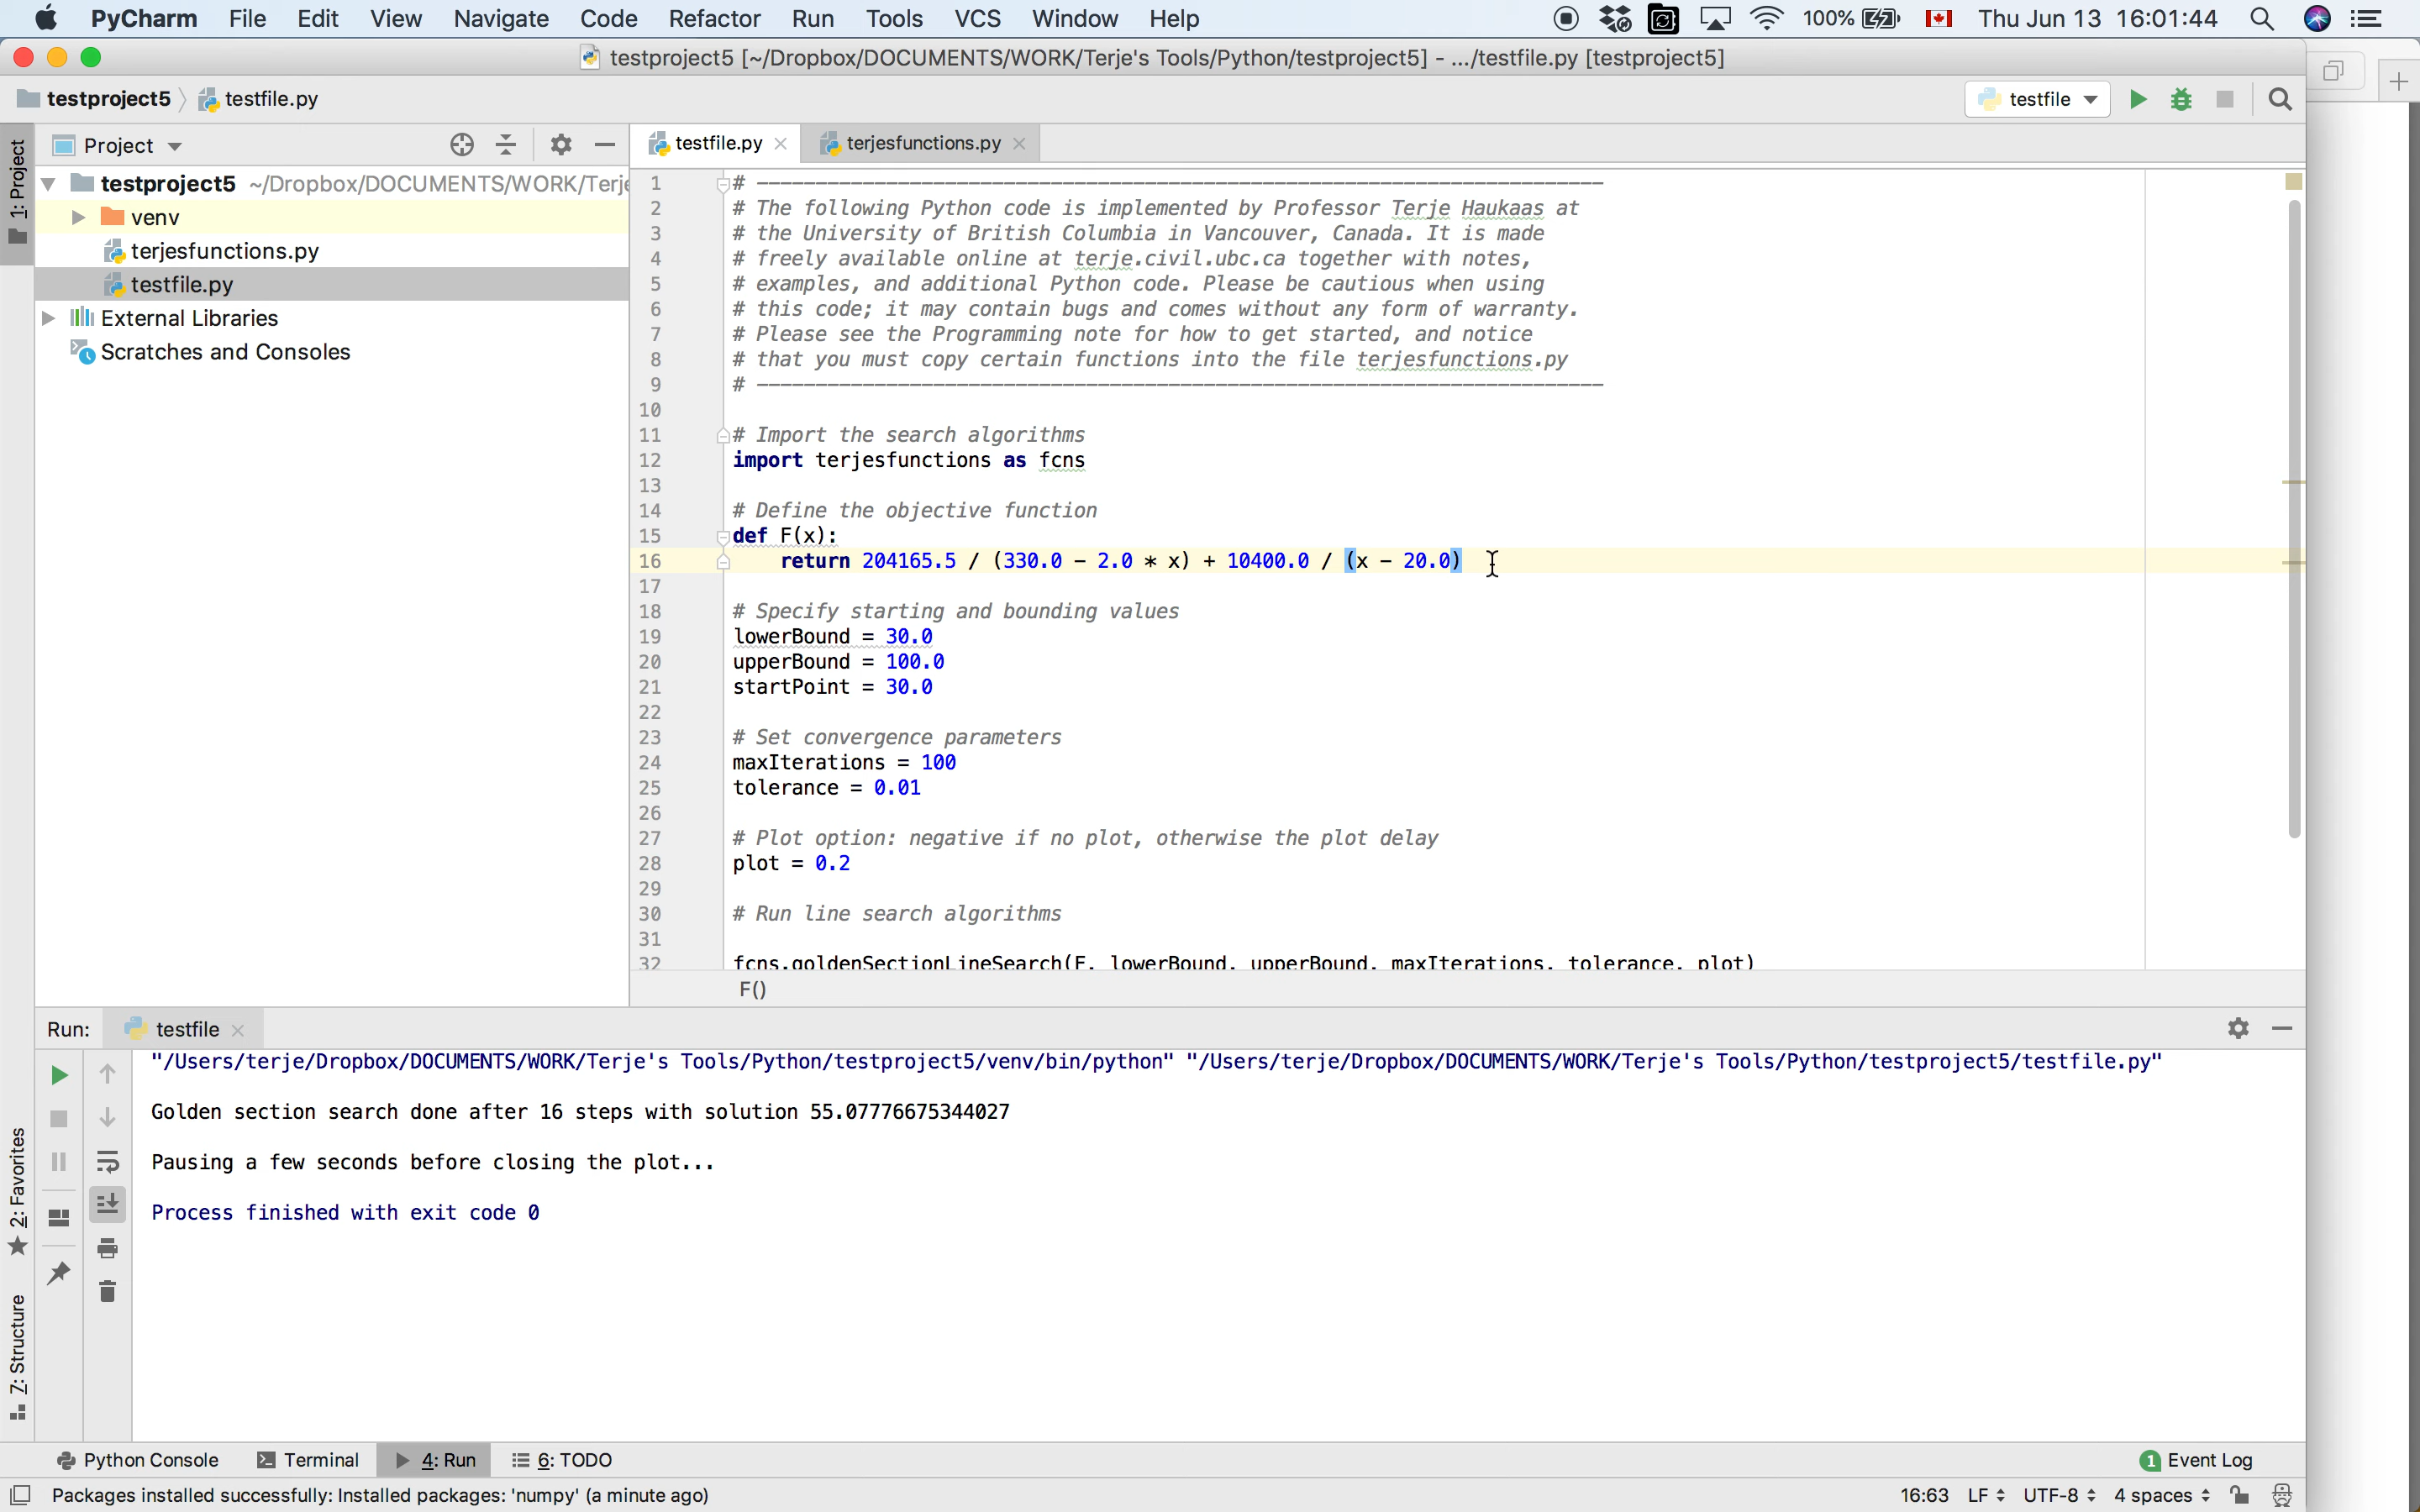 PyCharm File Edit View Navigate Code Refactor Run Tools VCS Window Help 100% Thu Jun 13 16:01:44
testproject5 [~/Dropbox/DOCUMENTS/WORK/Terje's Tools/Python/testproject5] - .../testfile.py [testproject5]
testproject5 testfile.py testfile
1: Project
Project
testproject5 ~/Dropbox/DOCUMENTS/WORK/Terje
venv
terjesfunctions.py
testfile.py
External Libraries
Scratches and Consoles
testfile.py terjesfunctions.py
1 # ------------------------------------------------------------------------
2 # The following Python code is implemented by Professor Terje Haukaas at
3 # the University of British Columbia in Vancouver, Canada. It is made
4 # freely available online at terje.civil.ubc.ca together with notes,
5 # examples, and additional Python code. Please be cautious when using
6 # this code; it may contain bugs and comes without any form of warranty.
7 # Please see the Programming note for how to get started, and notice
8 # that you must copy certain functions into the file terjesfunctions.py
9 # ------------------------------------------------------------------------
10
11 # Import the search algorithms
12 import terjesfunctions as fcns
13
14 # Define the objective function
15 def F(x):
16 return 204165.5 / (330.0 - 2.0 * x) + 10400.0 / (x - 20.0)
17
18 # Specify starting and bounding values
19 lowerBound = 30.0
20 upperBound = 100.0
21 startPoint = 30.0
22
23 # Set convergence parameters
24 maxIterations = 100
25 tolerance = 0.01
26
27 # Plot option: negative if no plot, otherwise the plot delay
28 plot = 0.2
29
30 # Run line search algorithms
31
32 fcns.goldenSectionLineSearch(F, lowerBound, upperBound, maxIterations, tolerance, plot)
F()
Run: testfile
"/Users/terje/Dropbox/DOCUMENTS/WORK/Terje's Tools/Python/testproject5/venv/bin/python" "/Users/terje/Dropbox/DOCUMENTS/WORK/Terje's Tools/Python/testproject5/testfile.py"
Golden section search done after 16 steps with solution 55.07776675344027
Pausing a few seconds before closing the plot...
Process finished with exit code 0
2: Favorites
7: Structure
Python Console Terminal 4: Run 6: TODO 1 Event Log
Packages installed successfully: Installed packages: 'numpy' (a minute ago) 16:63 LF UTF-8 4 spaces